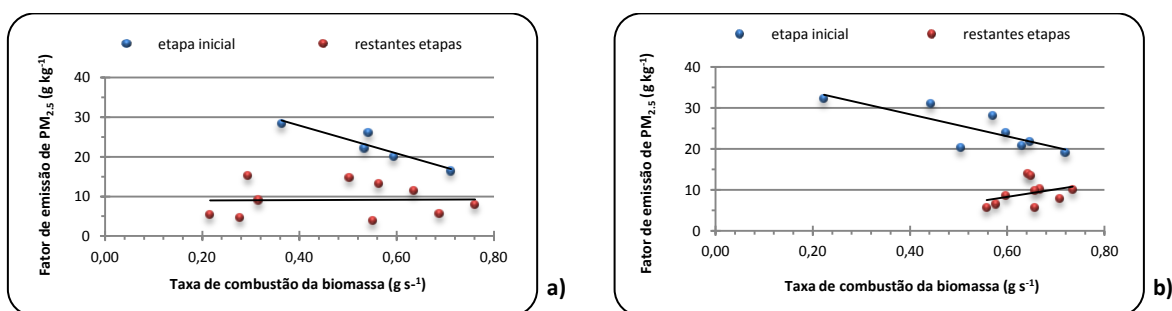 etapa inicial restantes etapas
Fator de emissão de PM2.5 (g kg-1)
40
30
20
10
0
0,00 0,20 0,40 0,60 0,80
Taxa de combustão da biomassa (g s-1)
a)
etapa inicial restantes etapas
Fator de emissão de PM2.5 (g kg-1)
40
30
20
10
0
0,00 0,20 0,40 0,60 0,80
Taxa de combustão da biomassa (g s-1)
b)